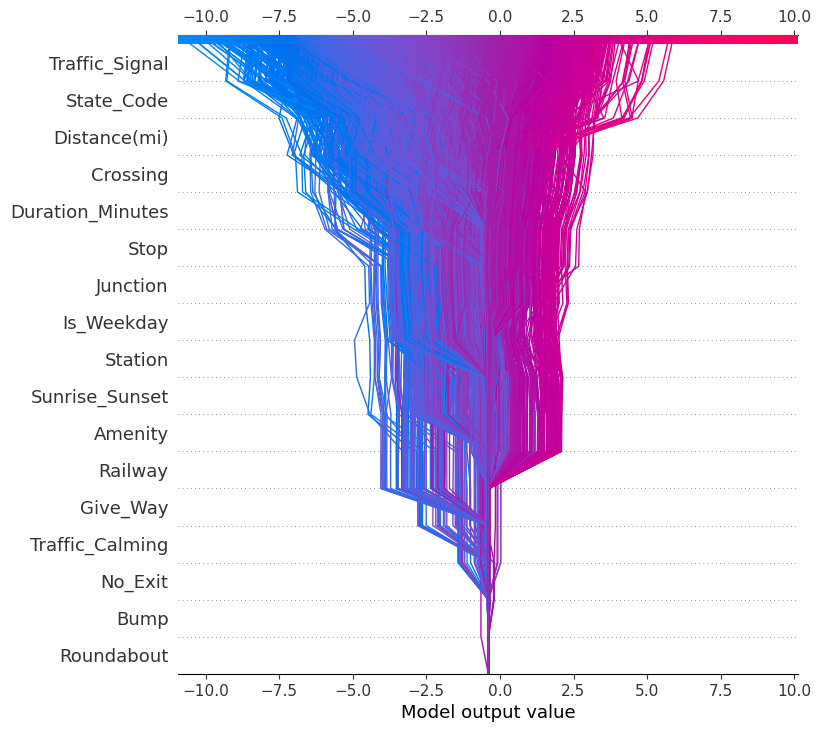 −10.0 −7.5 −5.0 −2.5 0.0 2.5 5.0 7.5 10.0
Traffic_Signal
State_Code
Distance(mi)
Crossing
Duration_Minutes
Stop
Junction
Is_Weekday
Station
Sunrise_Sunset
Amenity
Railway
Give_Way
Traffic_Calming
No_Exit
Bump
Roundabout
−10.0 −7.5 −5.0 −2.5 0.0 2.5 5.0 7.5 10.0
Model output value